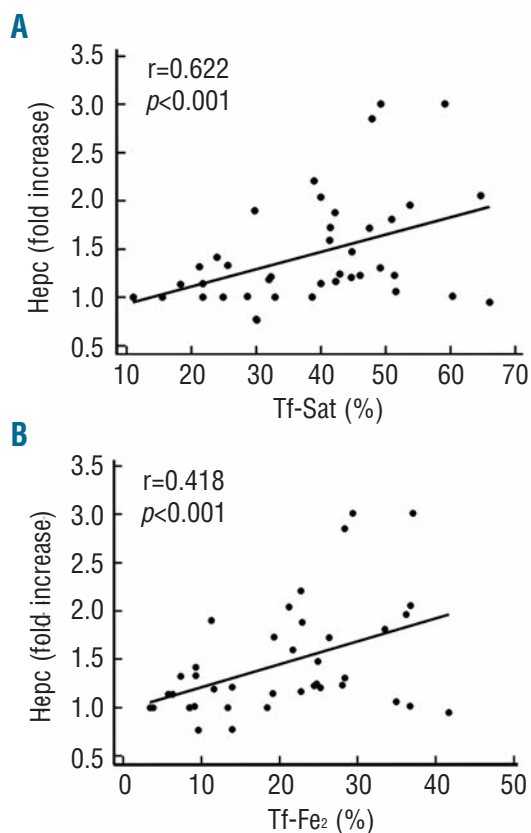 A
3.5
3.0
2.5
2.0
1.5
1.0
0.5
Hepc (fold increase)
r=0.622
p<0.001
10 20 30 40 50 60 70
Tf-Sat (%)
B
3.5
3.0
2.5
2.0
1.5
1.0
0.5
Hepc (fold increase)
r=0.418
p<0.001
0 10 20 30 40 50
Tf-Fe₂ (%)